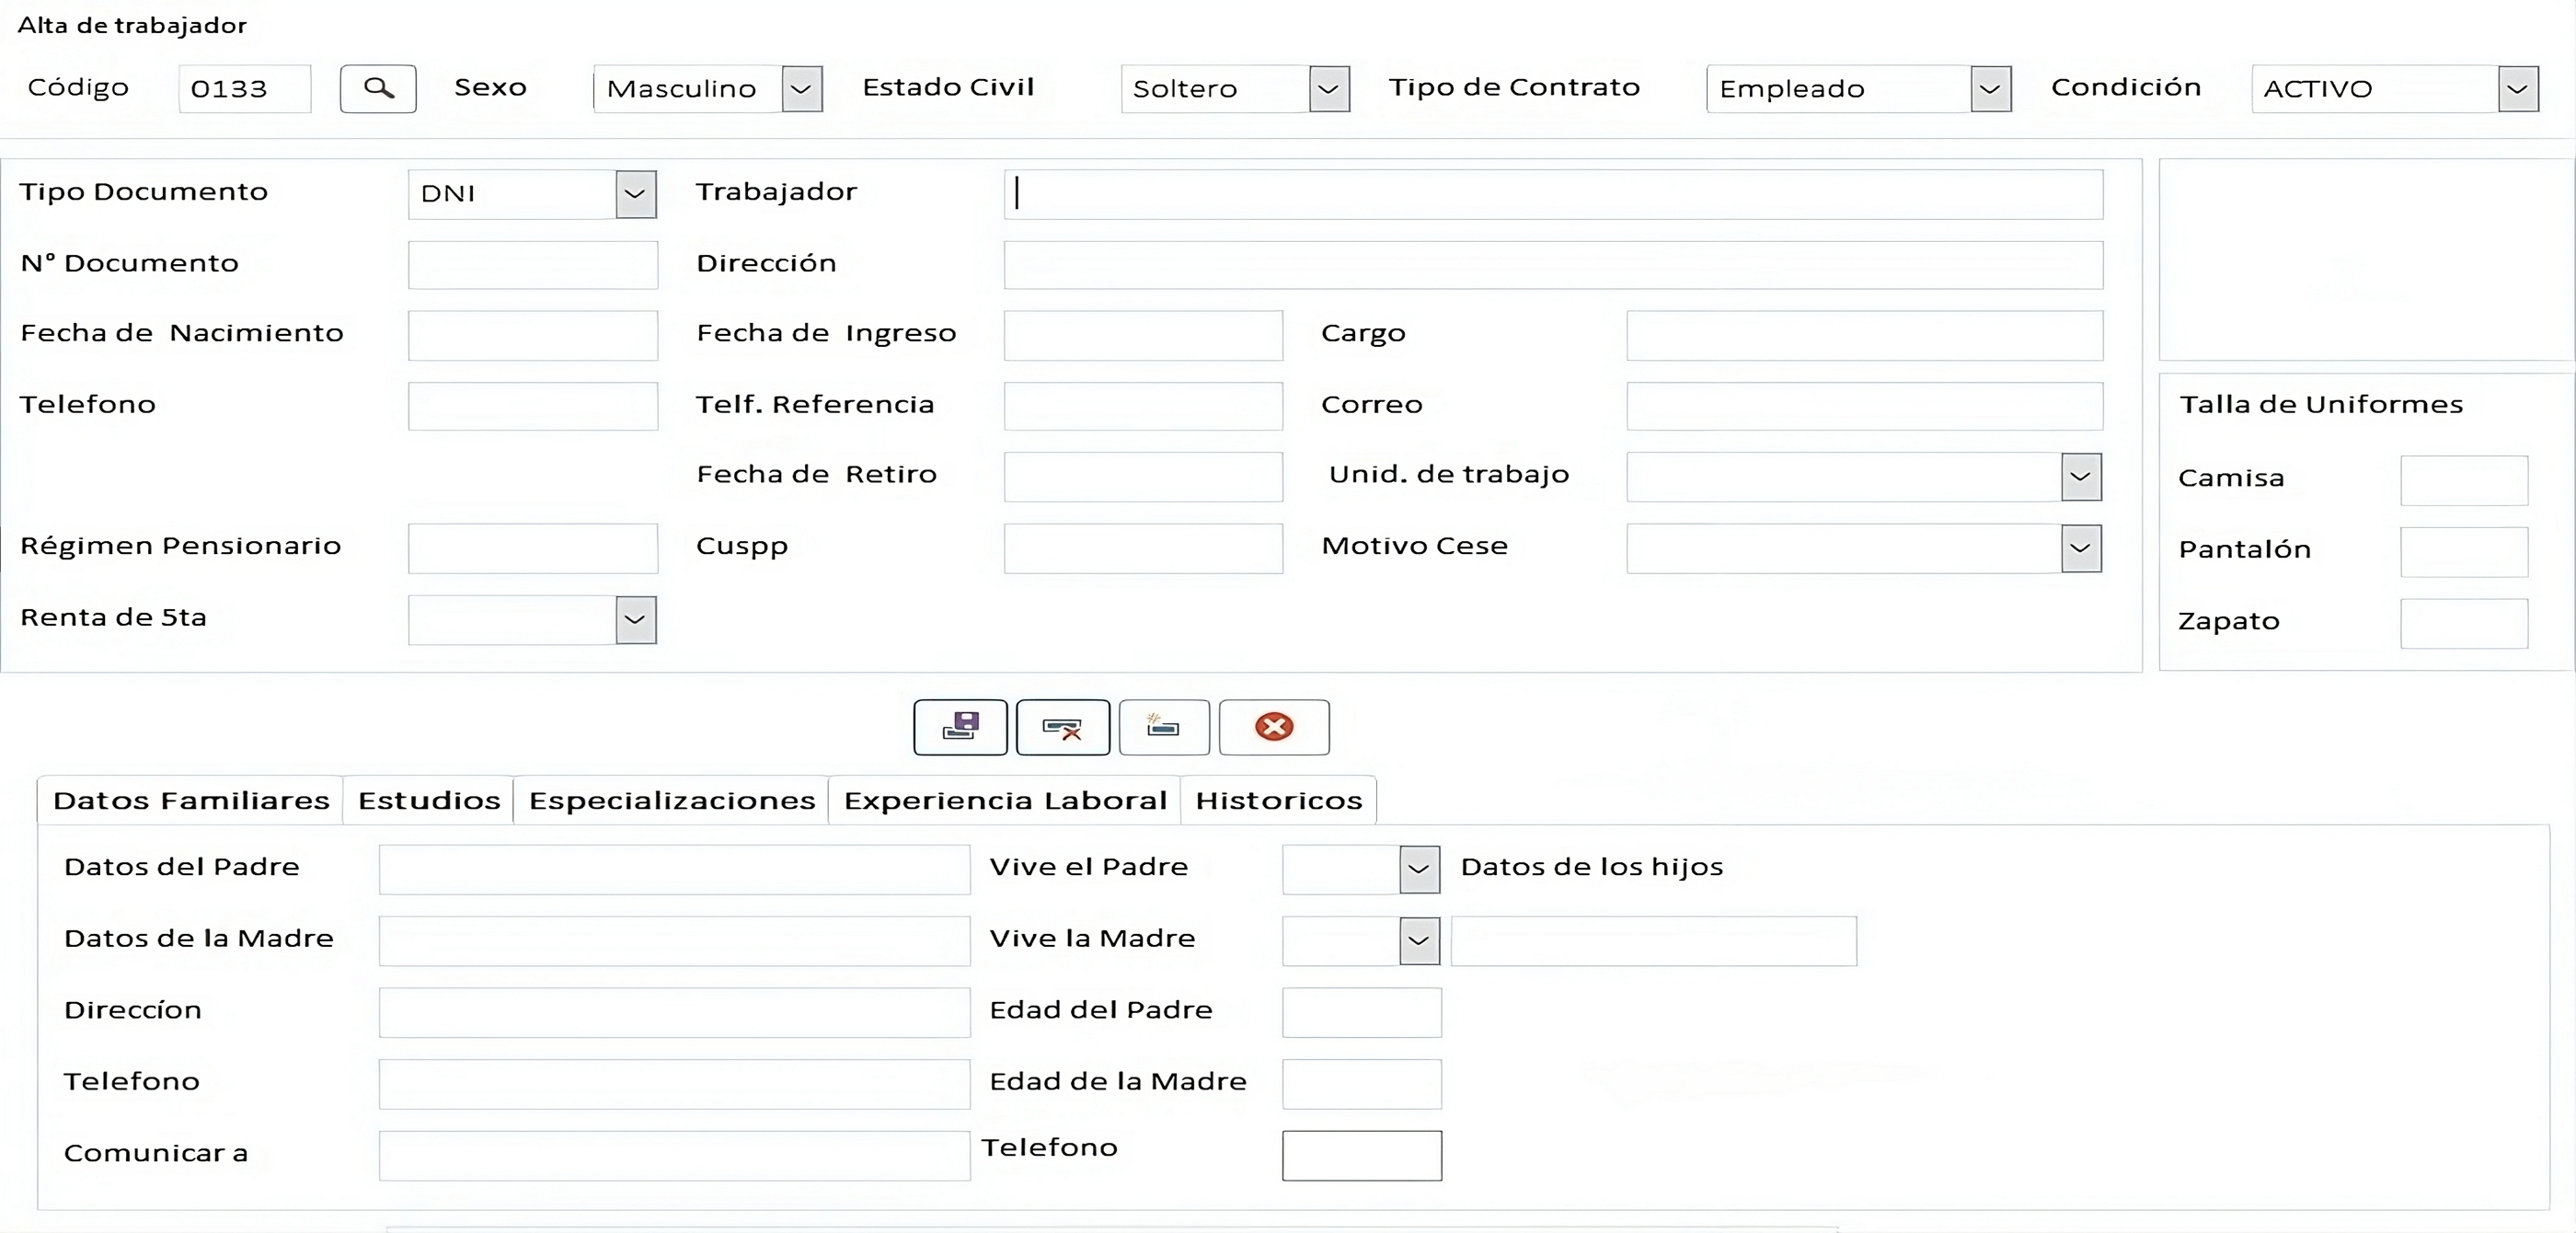 Alta de trabajador
Código 0133 Sexo Masculino Estado Civil Soltero Tipo de Contrato Empleado Condición ACTIVO
Tipo Documento DNI Trabajador
Nº Documento Dirección
Fecha de Nacimiento Fecha de Ingreso Cargo
Telefono Telf. Referencia Correo
Talla de Uniformes
Fecha de Retiro Unid. de trabajo
Camisa
Régimen Pensionario Cuspp Motivo Cese
Pantalón
Renta de 5ta
Zapato
Datos Familiares Estudios Especializaciones Experiencia Laboral Historicos
Datos del Padre Vive el Padre Datos de los hijos
Datos de la Madre Vive la Madre
Direccíon Edad del Padre
Telefono Edad de la Madre
Comunicar a Telefono